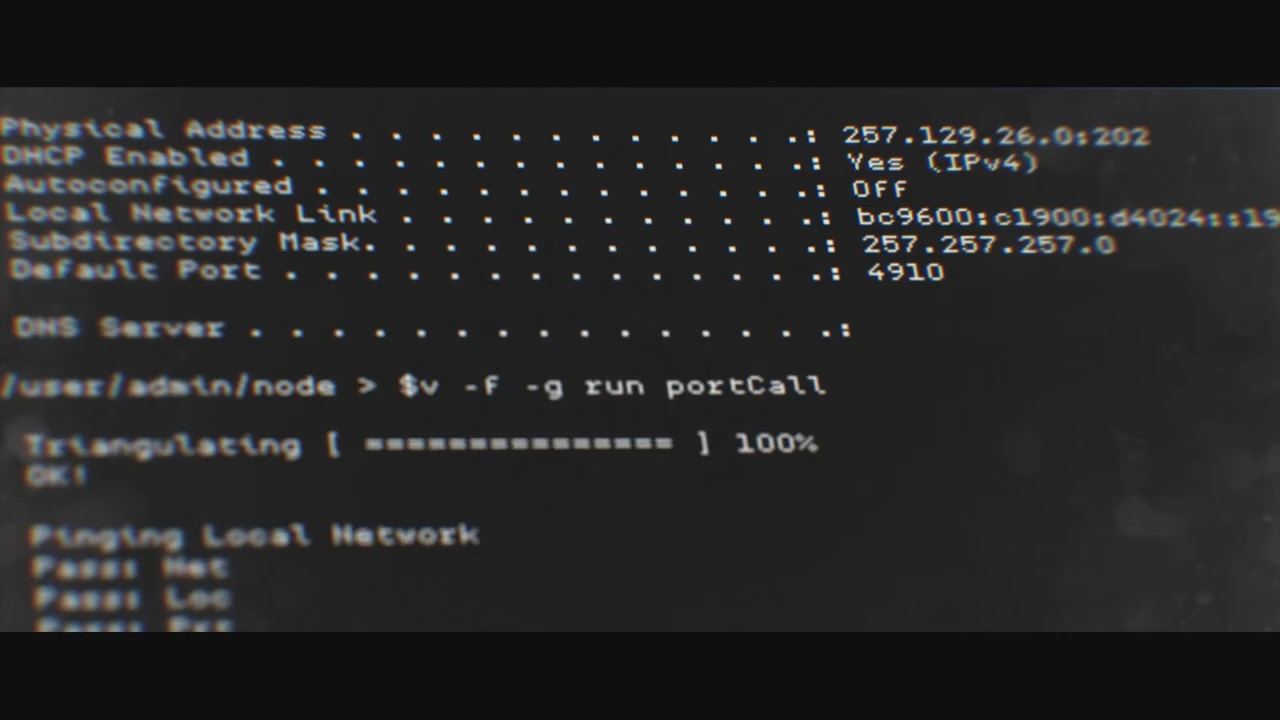 Physical Address . . . . . . . . . . . .: 257.129.26.0:202
DHCP Enabled . . . . . . . . . . . . . .: Yes (IPv4)
Autoconfigured . . . . . . . . . . . . .: Off
Local Network Link . . . . . . . . . . .: bc9600:c1900:d4024::19
Subdirectory Mask. . . . . . . . . . . .: 257.257.257.0
Default Port . . . . . . . . . . . . . .: 4910
DNS Server . . . . . . . . . . . . . . .:
/user/admin/node > $v -f -g run portCall
Triangulating [ =============== ] 100%
OK!
Pinging Local Network
Pass: Net
Pass: Loc
Pass: